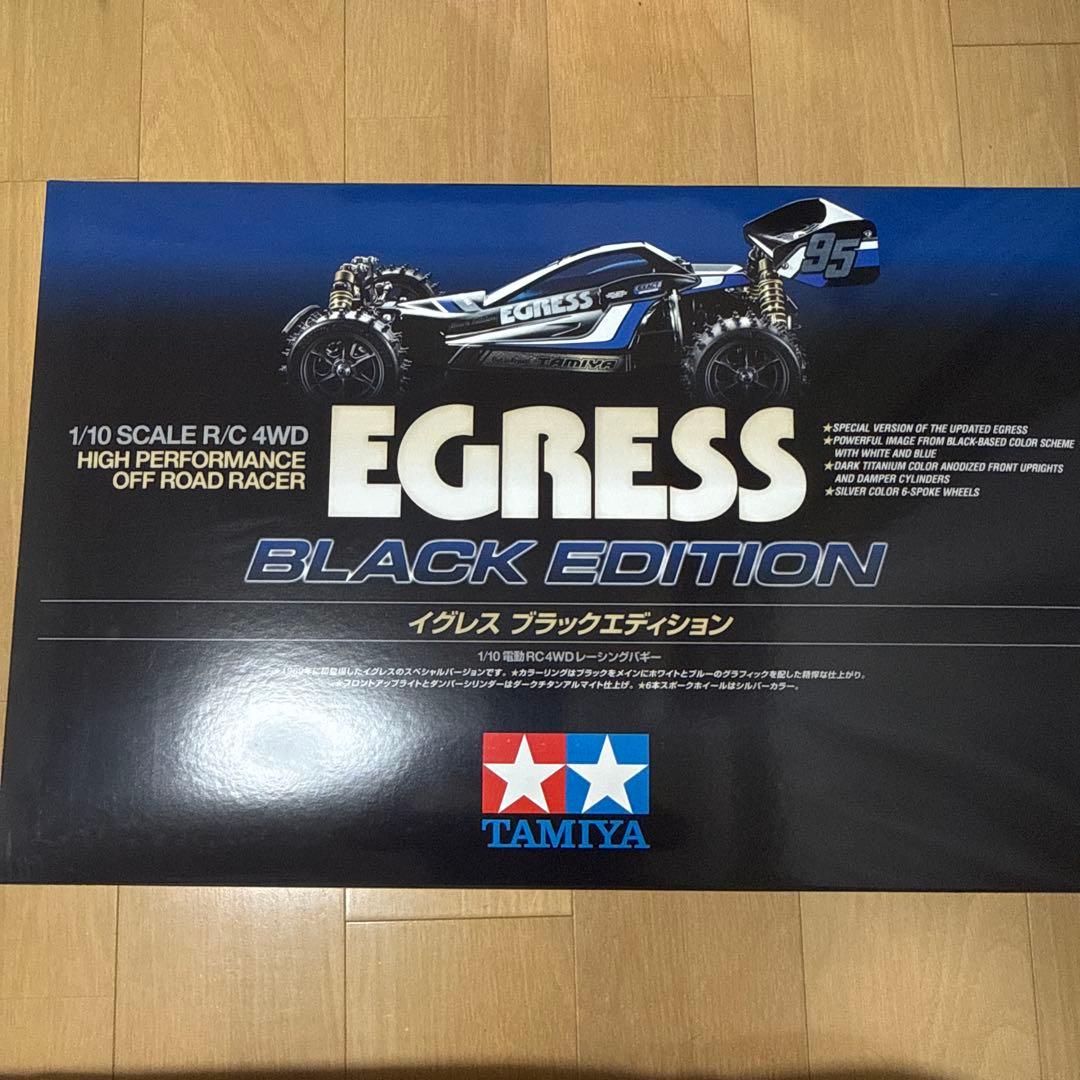 95
EGRESS
EXACT
TAMIYA
1/10 SCALE R/C 4WD
HIGH PERFORMANCE
OFF ROAD RACER
EGRESS
★SPECIAL VERSION OF THE UPDATED EGRESS
★POWERFUL IMAGE FROM BLACK-BASED COLOR SCHEME
WITH WHITE AND BLUE
★DARK TITANIUM COLOR ANODIZED FRONT UPRIGHTS
AND DAMPER CYLINDERS
★SILVER COLOR 6-SPOKE WHEELS
BLACK EDITION
イグレス ブラックエディション
1/10 電動RC4WDレーシングバギー
★1989年に初登場したイグレスのスペシャルバージョンです。★カラーリングはブラックをメインにホワイトとブルーのグラフィックを配した精悍な仕上がり。
★フロントアップライトとダンパーシリンダーはダークチタンアルマイト仕上げ。★6本スポークホイールはシルバーカラー。
TAMIYA